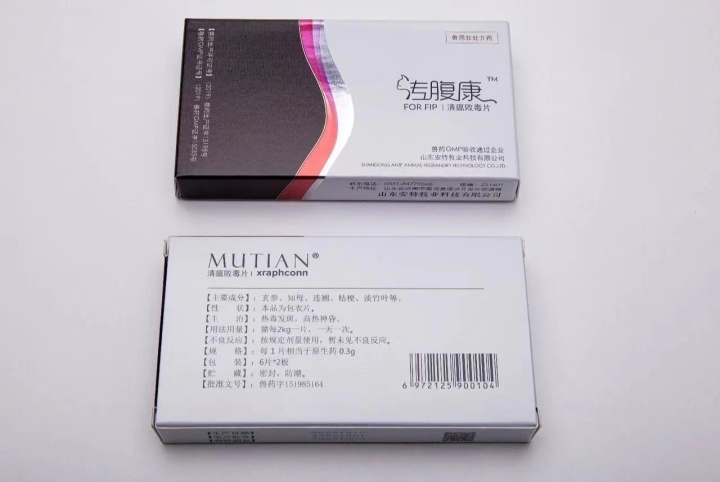 兽用非处方药
传腹康™
FOR FIP | 清瘟败毒片
兽药GMP验收通过企业
山东安特牧业科技有限公司
山东安特牧业科技有限公司
MUTIAN®
清瘟败毒片 | xraphconn
【主要成分】：玄参、知母、连翘、桔梗、淡竹叶等。
【性 状】：本品为包衣片。
【主 治】：热毒发斑，高热神昏。
【用法用量】：猫每2kg一片，一天一次。
【不良反应】：按规定剂量使用，暂未见不良反应。
【规 格】：每1片相当于原生药 0.3g
【包 装】：6片*2板
【贮 藏】：密封，防潮。
【批准文号】：兽药字151985164
6 972125 900104